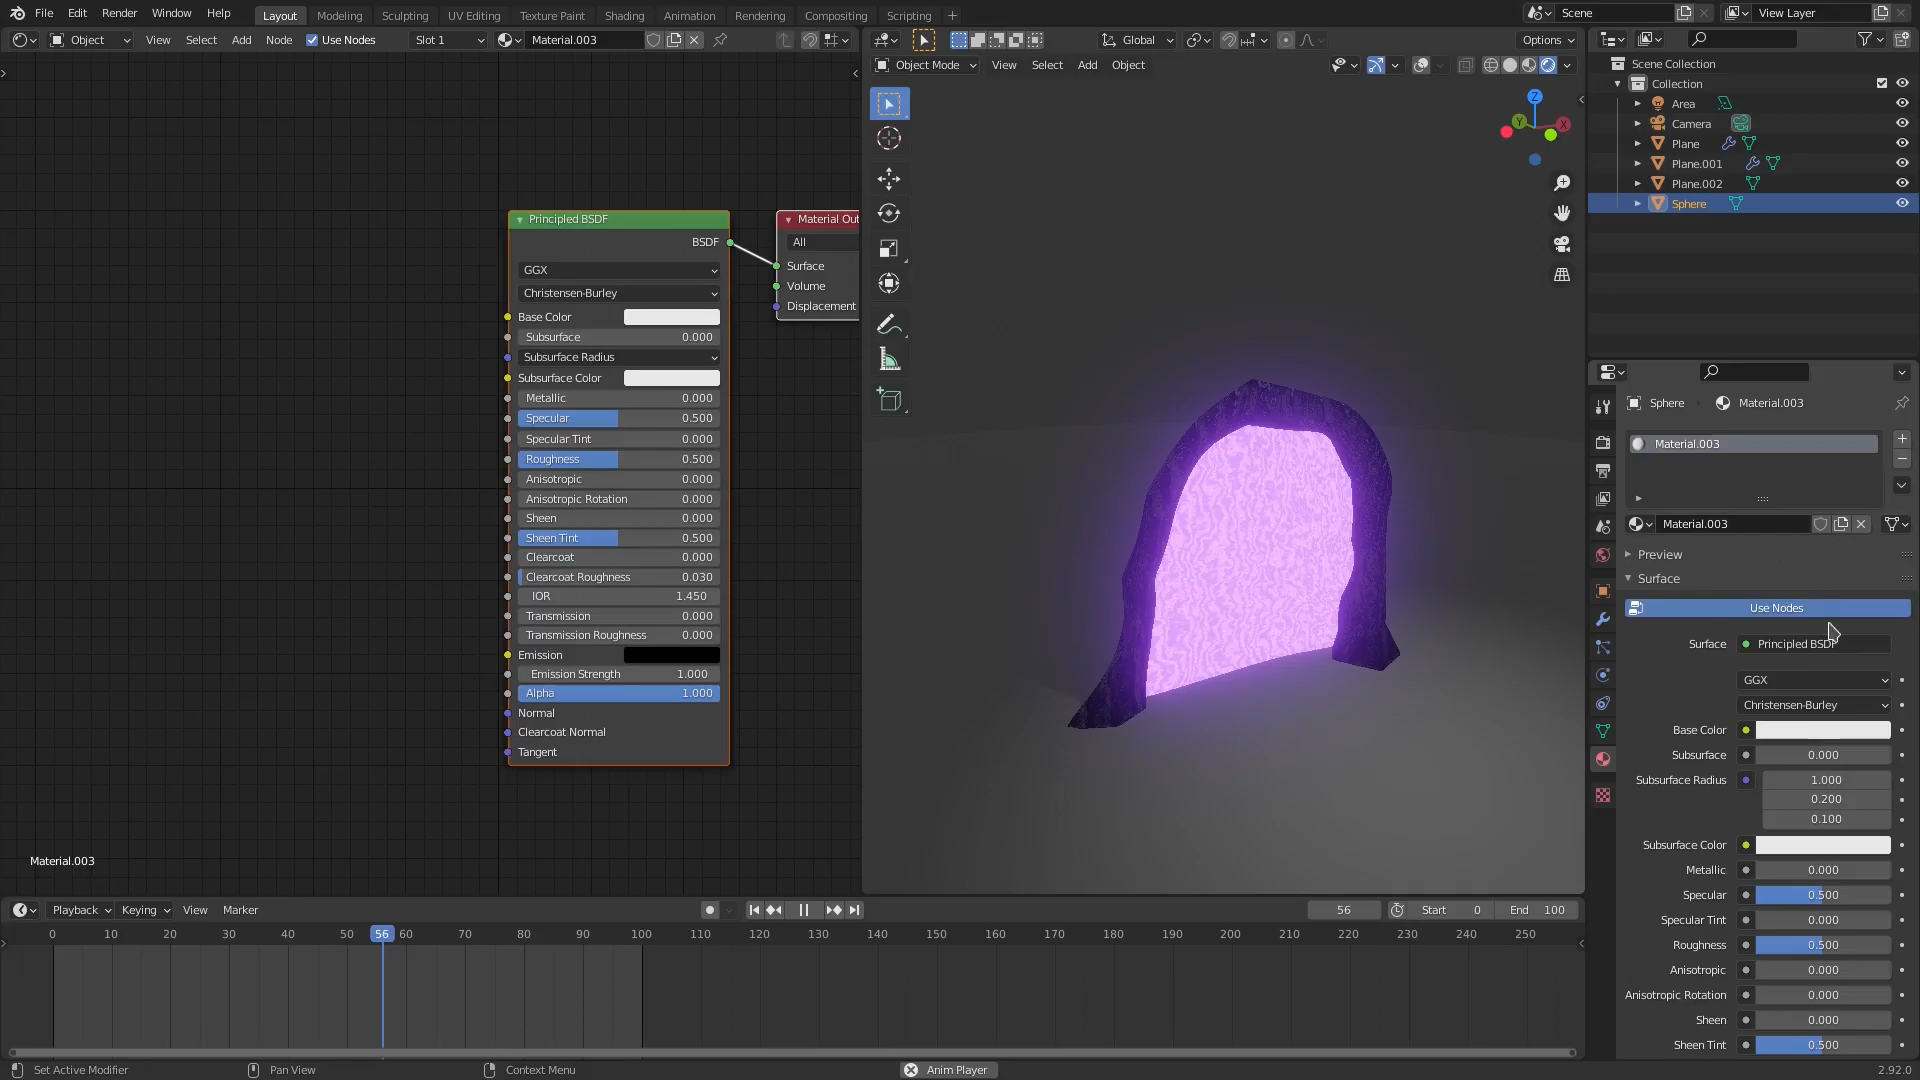 File Edit Render Window Help Layout Modeling Sculpting UV Editing Texture Paint Shading Animation Rendering Compositing Scripting + Scene View Layer
Object View Select Add Node Use Nodes Slot 1 Material.003 Global Options
Object Mode View Select Add Object
Scene Collection
Collection
Area
Camera
Plane
Plane.001
Plane.002
Sphere
Z
Y
X
Principled BSDF
BSDF
GGX
Christensen-Burley
Base Color
Subsurface 0.000
Subsurface Radius
Subsurface Color
Metallic 0.000
Specular 0.500
Specular Tint 0.000
Roughness 0.500
Anisotropic 0.000
Anisotropic Rotation 0.000
Sheen 0.000
Sheen Tint 0.500
Clearcoat 0.000
Clearcoat Roughness 0.030
IOR 1.450
Transmission 0.000
Transmission Roughness 0.000
Emission
Emission Strength 1.000
Alpha 1.000
Normal
Clearcoat Normal
Tangent
Material Out
All
Surface
Volume
Displacement
Material.003
Sphere Material.003
Material.003
Material.003
Preview
Surface
Use Nodes
Surface Principled BSDF
GGX
Christensen-Burley
Base Color
Subsurface 0.000
Subsurface Radius 1.000
0.200
0.100
Subsurface Color
Metallic 0.000
Specular 0.500
Specular Tint 0.000
Roughness 0.500
Anisotropic 0.000
Anisotropic Rotation 0.000
Sheen 0.000
Sheen Tint 0.500
Playback Keying View Marker 56 Start 0 End 100
0 10 20 30 40 50 56 60 70 80 90 100 110 120 130 140 150 160 170 180 190 200 210 220 230 240 250
Set Active Modifier Pan View Context Menu Anim Player 2.92.0